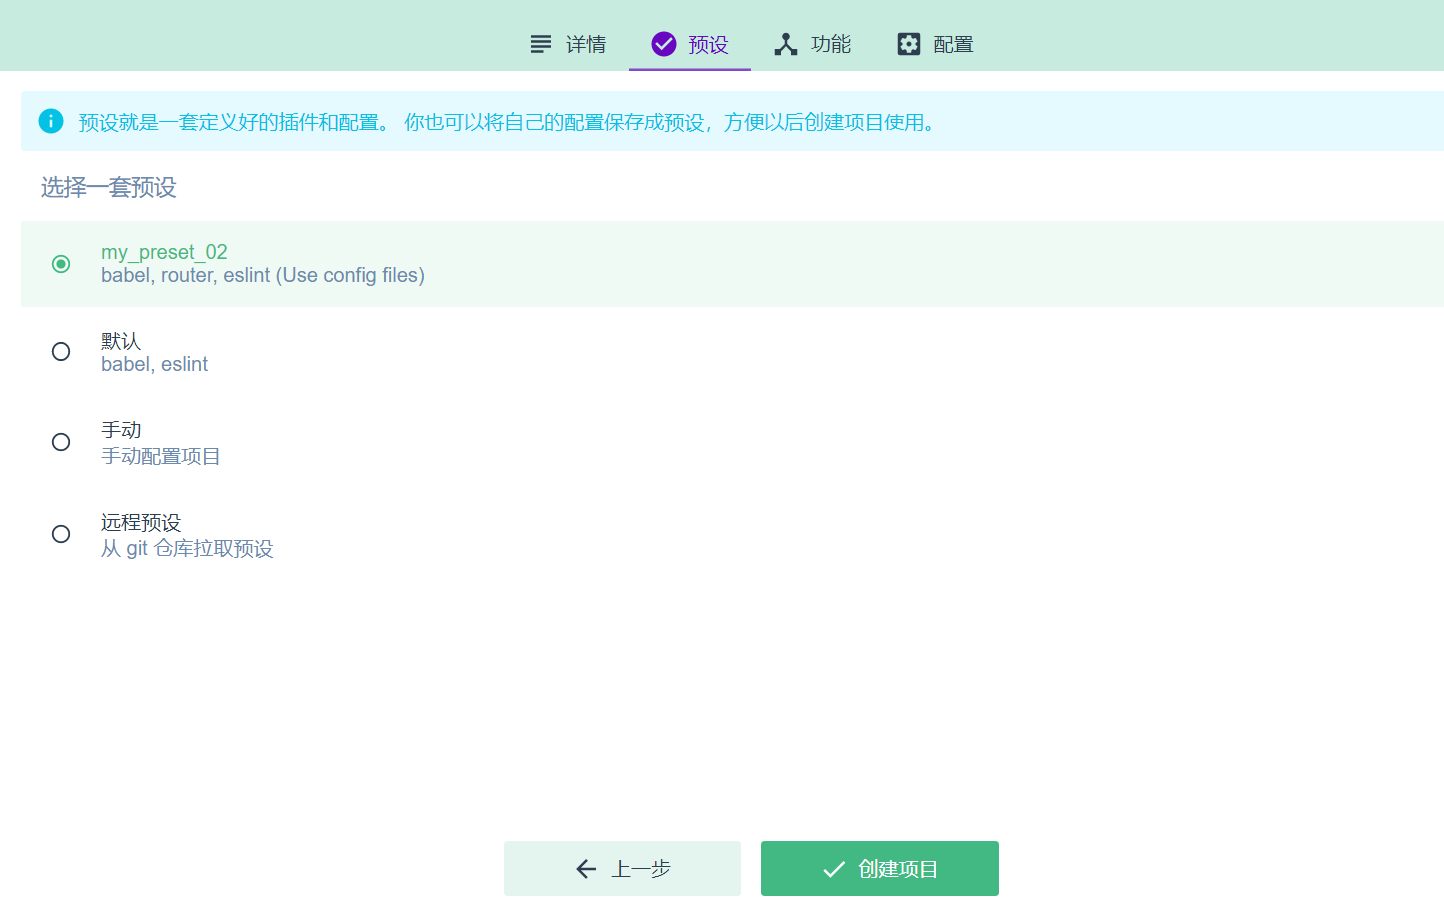 详情 预设 功能 配置
预设就是一套定义好的插件和配置。 你也可以将自己的配置保存成预设，方便以后创建项目使用。
选择一套预设
my_preset_02
babel, router, eslint (Use config files)
默认
babel, eslint
手动
手动配置项目
远程预设
从 git 仓库拉取预设
上一步 创建项目